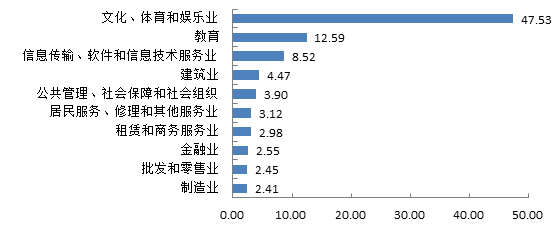 文化、体育和娱乐业 47.53
教育 12.59
信息传输、软件和信息技术服务业 8.52
建筑业 4.47
公共管理、社会保障和社会组织 3.90
居民服务、修理和其他服务业 3.12
租赁和商务服务业 2.98
金融业 2.55
批发和零售业 2.45
制造业 2.41
0.00 10.00 20.00 30.00 40.00 50.00